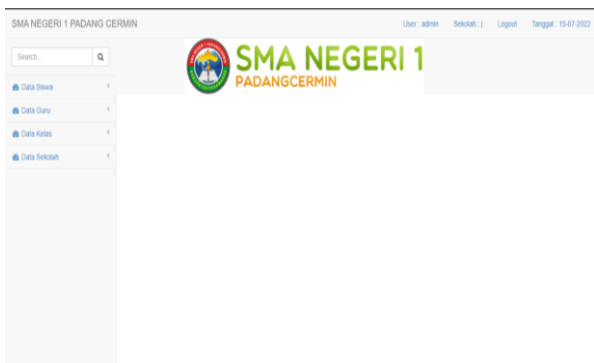 SMA NEGERI 1 PADANG CERMIN
User : admin Sekolah : | Logout Tanggal : 15-07-2022
Search...
SMA NEGERI 1
PADANGCERMIN
Data Siswa
Data Guru
Data Kelas
Data Sekolah